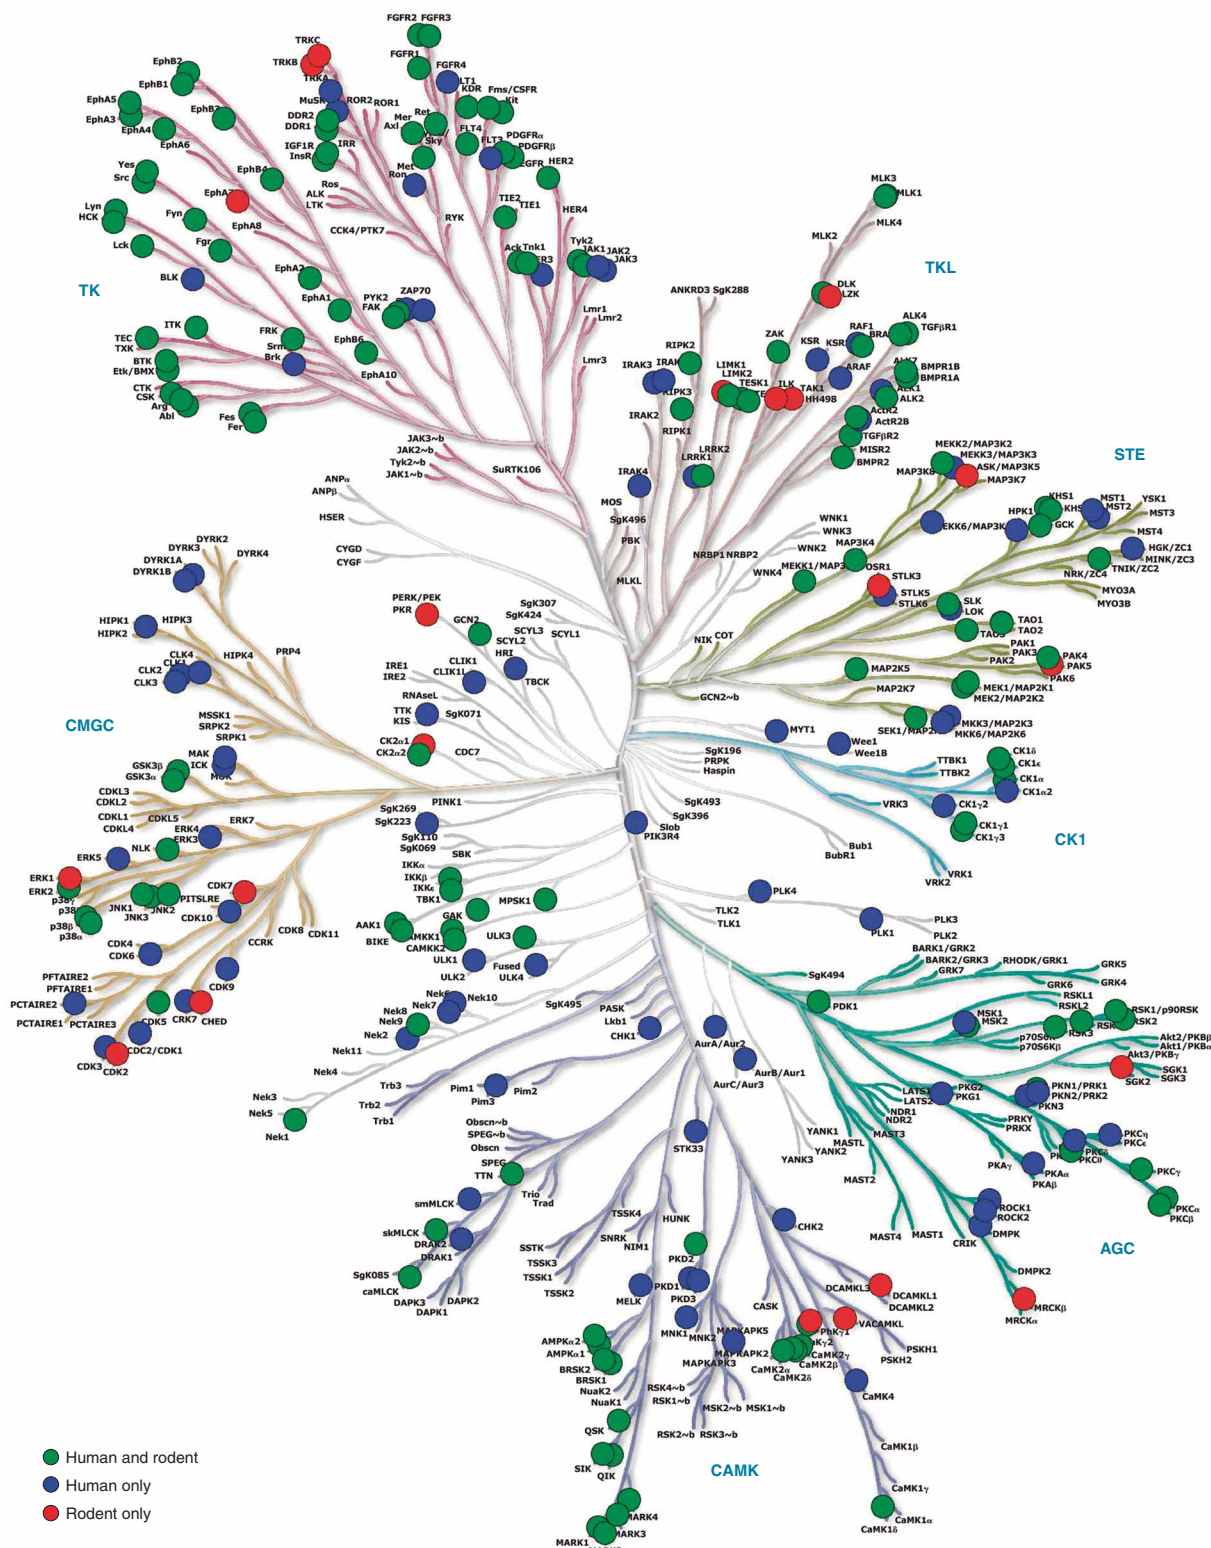 FGFR2 FGFR3
TRKC
TRKB
TRKA
FGFR1
FGFR4
EphB2
EphB1
EphA5
EphA3
EphA4
EphA6
EphB4
MuSK
ROR2
ROR1
DDR2
DDR1
IGF1R
InsR
IRR
Mer
Axl
Ret
Sky
Met
Ron
KDR
Fms/CSFR
Kit
FLT4
FLT3
PDGFRα
PDGFRβ
HER2
TIE2
TIE1
HER4
Yes
Src
Lyn
HCK
Fyn
Lck
Fgr
BLK
EphA8
Ros
ALK
LTK
CCK4/PTK7
RYK
Ack
Tnk1
Tyk2
JAK1
JAK2
JAK3
EphA2
EphA1
PYK2
FAK
ZAP70
TK
Lmr1
Lmr2
Lmr3
ITK
TEC
TXK
BTK
Etk/BMX
FRK
Srm
Brk
EphB6
EphA10
CTK
CSK
Arg
Abl
Fes
Fer
JAK3~b
JAK2~b
Tyk2~b
JAK1~b
SuRTK106
MLK3
MLK1
MLK4
MLK2
TKL
DLK
LZK
ANKRD3 SgK288
ZAK
KSR
RAF1
ARAF
ALK4
TGFβR1
BMPR1B
BMPR1A
ALK1
ALK2
ActR2
ActR2B
TGFβR2
MISR2
BMPR2
RIPK2
IRAK3
RIPK3
IRAK2
RIPK1
LIMK1
LIMK2
TESK1
ILK
TAK1
HH498
LRRK2
LRRK1
IRAK4
MOS
SgK496
PBK
MLKL
NRBP1
NRBP2
WNK1
WNK3
WNK2
WNK4
STE
MEKK2/MAP3K2
MEKK3/MAP3K3
ASK/MAP3K5
MAP3K8
MAP3K7
MAP3K4
OSR1
STLK3
STLK5
STLK6
HPK1
KHS1
GCK
MST1
MST2
YSK1
MST3
MST4
HGK/ZC1
MINK/ZC3
TNIK/ZC2
NRK/ZC4
MYO3A
MYO3B
SLK
LOK
TAO1
TAO2
PAK1
PAK3
PAK2
PAK4
PAK5
PAK6
NIK COT
MAP2K5
MAP2K7
MEK1/MAP2K1
MEK2/MAP2K2
MKK3/MAP2K3
MKK6/MAP2K6
GCN2~b
ANPα
ANPβ
HSER
CYGD
CYGF
DYRK2
DYRK3
DYRK1A
DYRK1B
DYRK4
HIPK1
HIPK2
HIPK3
HIPK4
PRP4
CLK4
CLK1
CLK2
CLK3
CMGC
MSSK1
SRPK2
SRPK1
MAK
ICK
GSK3β
GSK3α
CDKL3
CDKL2
CDKL1
CDKL5
CDKL4
ERK7
ERK4
ERK3
NLK
ERK5
ERK1
ERK2
p38γ
p38β
p38α
JNK1
JNK3
JNK2
PITSLRE
CDK7
CDK10
CDK8
CDK11
CCRK
CDK4
CDK6
CDK9
PFTAIRE2
PFTAIRE1
PCTAIRE2
PCTAIRE1
PCTAIRE3
CDK5
CRK7
CHED
CDC2/CDK1
CDK3
CDK2
PERK/PEK
PKR
GCN2
SgK307
SgK424
SCYL3
SCYL2
SCYL1
HRI
TBCK
CLIK1
CLIK1L
IRE1
IRE2
RNAseL
TTK
KIS
SgK071
CK2α1
CK2α2
CDC7
PINK1
SgK269
SgK223
SgK110
SgK069
SBK
IKKα
IKKβ
IKKε
TBK1
MPSK1
GAK
AAK1
BIKE
CAMKK2
ULK3
ULK1
ULK2
Fused
ULK4
Nek6
Nek7
Nek10
Nek8
Nek9
Nek2
Nek11
Nek4
Nek3
Nek5
Nek1
SgK495
PASK
Lkb1
CHK1
MYT1
Wee1
Wee1B
SgK196
PRPK
Haspin
SgK493
SgK396
Slob
PIK3R4
Bub1
BubR1
TTBK1
TTBK2
CK1δ
CK1ε
CK1α
CK1α2
CK1γ2
CK1γ1
CK1γ3
VRK3
VRK1
VRK2
CK1
PLK4
PLK3
PLK1
PLK2
TLK2
TLK1
SgK494
PDK1
BARK1/GRK2
BARK2/GRK3
RHODK/GRK1
GRK5
GRK7
GRK6
GRK4
RSKL1
RSKL2
RSK1/p90RSK
RSK2
RSK3
MSK1
MSK2
p70S6K
p70S6Kβ
Akt2/PKBβ
Akt1/PKBα
Akt3/PKBγ
SGK1
SGK2
SGK3
LATS1
LATS2
NDR1
NDR2
PKG2
PKG1
PKN1/PRK1
PKN2/PRK2
PKN3
PRKY
PRKX
MAST3
MASTL
MAST2
MAST4
MAST1
PKAγ
PKAα
PKAβ
PKCη
PKCε
PKCδ
PKCθ
PKCγ
PKCα
PKCβ
ROCK1
ROCK2
DMPK
CRIK
DMPK2
MRCKβ
MRCKα
AGC
AurA/Aur2
AurB/Aur1
AurC/Aur3
YANK1
YANK2
YANK3
Trb3
Trb2
Trb1
Pim1
Pim2
Pim3
Obscn~b
SPEG~b
Obscn
SPEG
TTN
STK33
smMLCK
skMLCK
Trio
Trad
DRAK2
DRAK1
SgK085
caMLCK
DAPK3
DAPK2
DAPK1
TSSK4
SSTK
SNRK
NIM1
TSSK3
TSSK1
TSSK2
HUNK
PKD2
PKD1
PKD3
MELK
MNK1
MNK2
CHK2
CASK
DCAMKL3
DCAMKL1
DCAMKL2
VACAMKL
PhKγ1
PSKH1
PSKH2
MAPKAPK5
MAPKAPK2
MAPKAPK3
CaMK2γ
CaMK2β
CaMK2α
CaMK2δ
CaMK4
AMPKα2
AMPKα1
BRSK2
BRSK1
NuaK2
NuaK1
RSK4~b
RSK1~b
MSK2~b
MSK1~b
RSK2~b
RSK3~b
QSK
SIK
QIK
CaMK1β
CaMK1γ
CaMK1α
CaMK1δ
MARK4
MARK3
MARK1
CAMK
Human and rodent
Human only
Rodent only